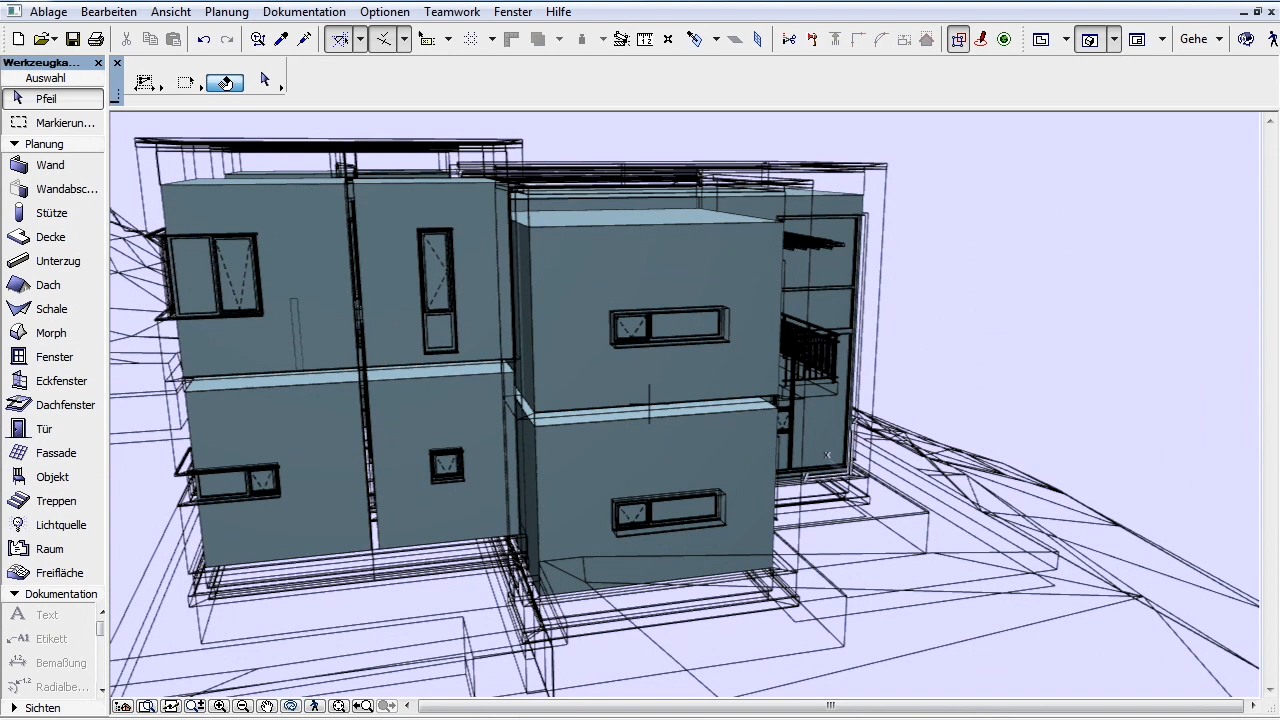 Ablage Bearbeiten Ansicht Planung Dokumentation Optionen Teamwork Fenster Hilfe
Gehe
Werkzeugka...
Auswahl
Pfeil
Markierun...
Planung
Wand
Wandabsc...
Stütze
Decke
Unterzug
Dach
Schale
Morph
Fenster
Eckfenster
Dachfenster
Tür
Fassade
Objekt
Treppen
Lichtquelle
Raum
Freifläche
Dokumentation
Text
Etikett
Bemaßung
Radialbe...
Sichten